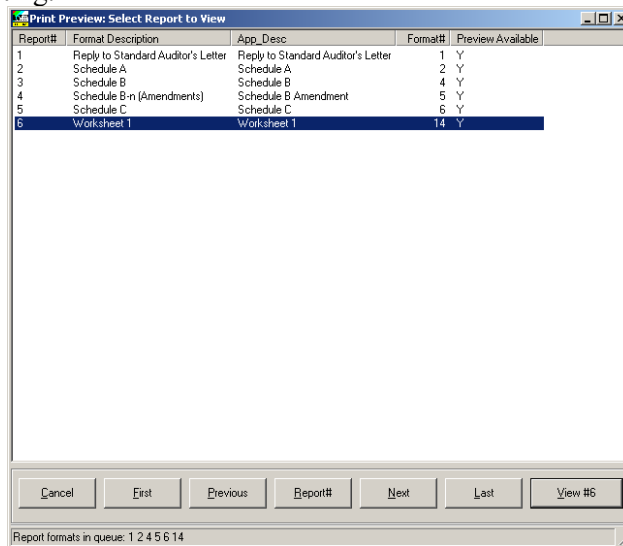 Print Preview: Select Report to View
Report# Format Description App_Desc Format# Preview Available
1 Reply to Standard Auditor's Letter Reply to Standard Auditor's Letter 1 Y
2 Schedule A Schedule A 2 Y
3 Schedule B Schedule B 4 Y
4 Schedule B-n (Amendments) Schedule B Amendment 5 Y
5 Schedule C Schedule C 6 Y
6 Worksheet 1 Worksheet 1 14 Y
Cancel First Previous Report# Next Last View #6
Report formats in queue: 1 2 4 5 6 14